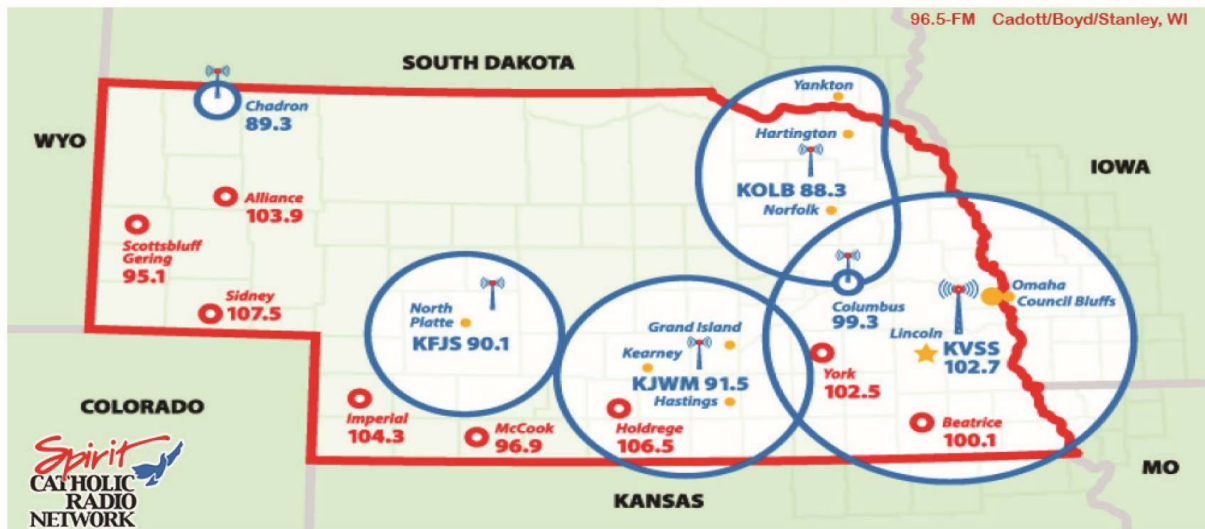 96.5-FM Cadott/Boyd/Stanley, WI
SOUTH DAKOTA
WYO
Chadron
89.3
Yankton
Hartington
KOLB 88.3
Norfolk
IOWA
Alliance
103.9
Scottsbluff
Gering
95.1
Sidney
107.5
North
Platte
KFJS 90.1
Grand Island
Kearney
KJWM 91.5
Hastings
Columbus
99.3
Omaha
Council Bluffs
Lincoln
KVSS
102.7
York
102.5
COLORADO
Imperial
104.3
McCook
96.9
Holdrege
106.5
Beatrice
100.1
MO
KANSAS
Spirit
CATHOLIC
RADIO
NETWORK